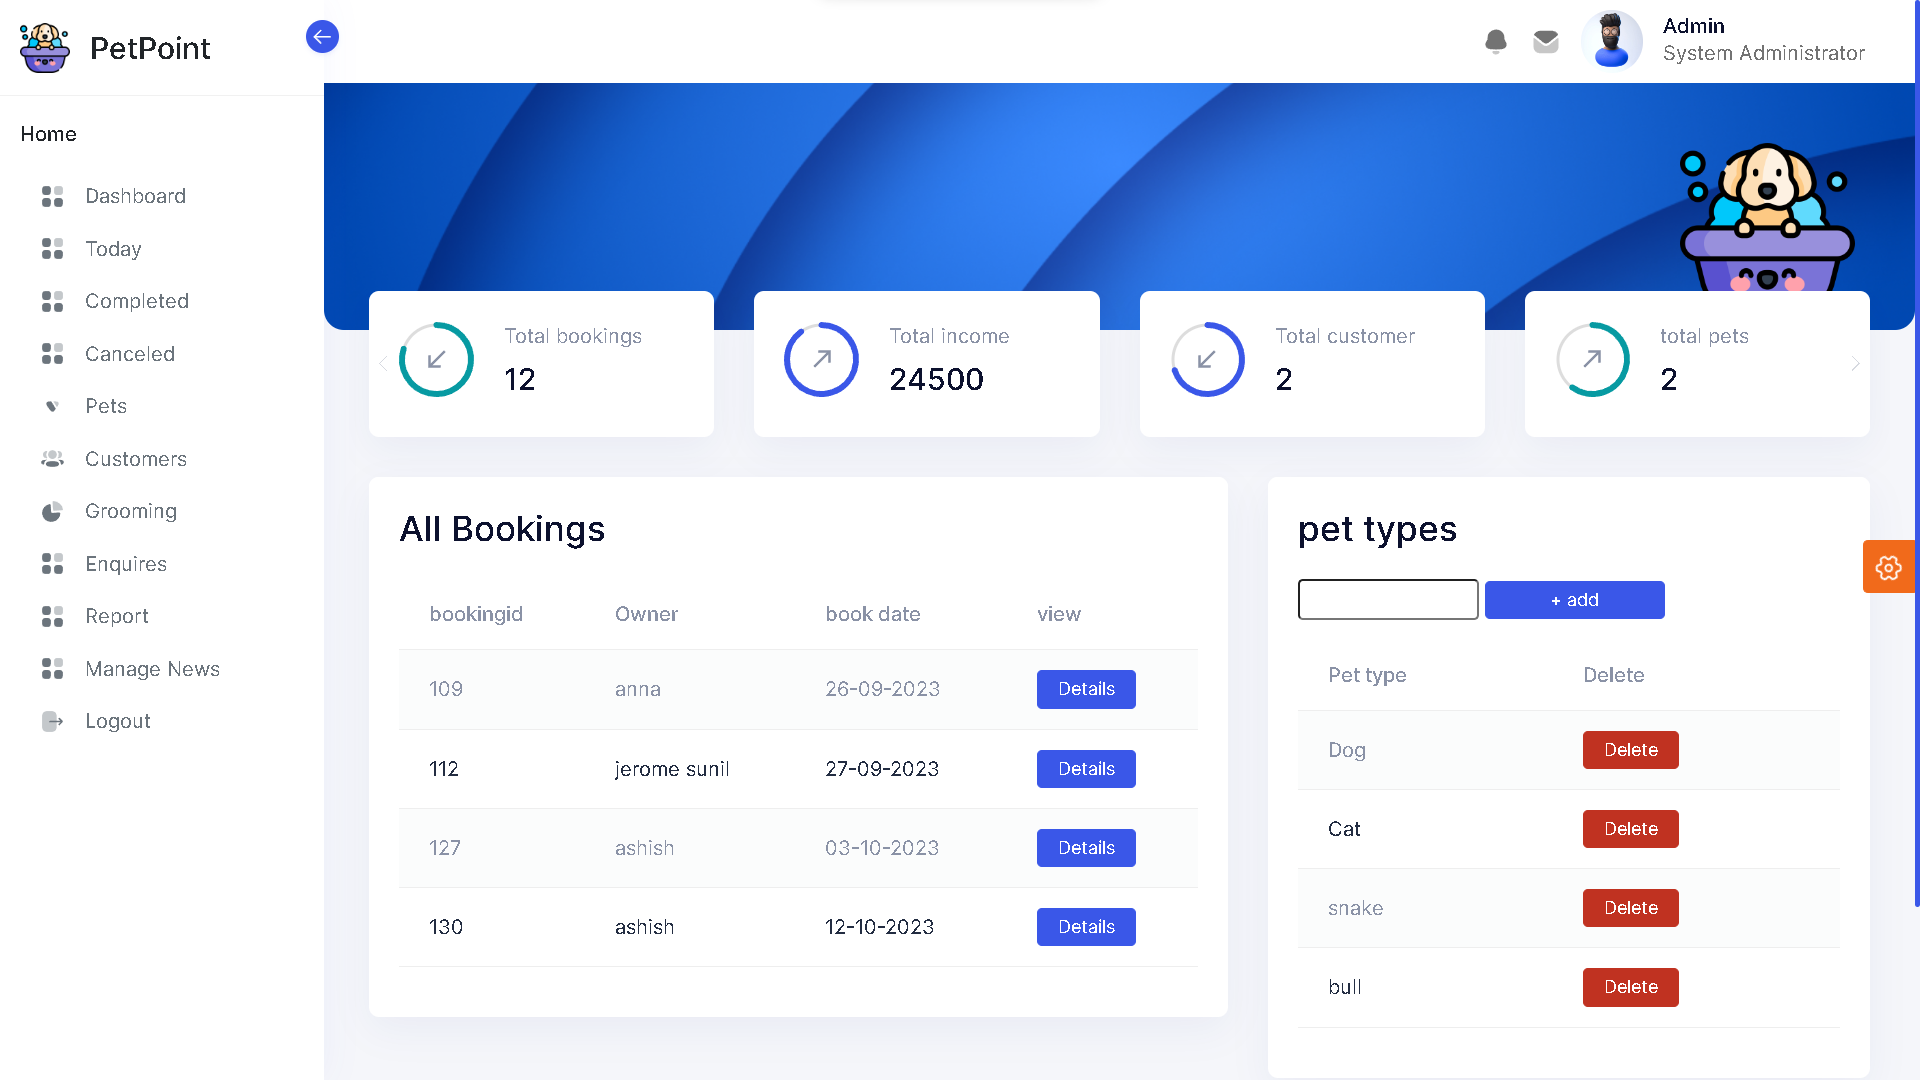 PetPoint
Admin
System Administrator
Home
Dashboard
Today
Completed
Canceled
Pets
Customers
Grooming
Enquires
Report
Manage News
Logout
Total bookings
12
Total income
24500
Total customer
2
total pets
2
All Bookings
bookingid Owner book date view
109 anna 26-09-2023 Details
112 jerome sunil 27-09-2023 Details
127 ashish 03-10-2023 Details
130 ashish 12-10-2023 Details
pet types
+ add
Pet type Delete
Dog Delete
Cat Delete
snake Delete
bull Delete